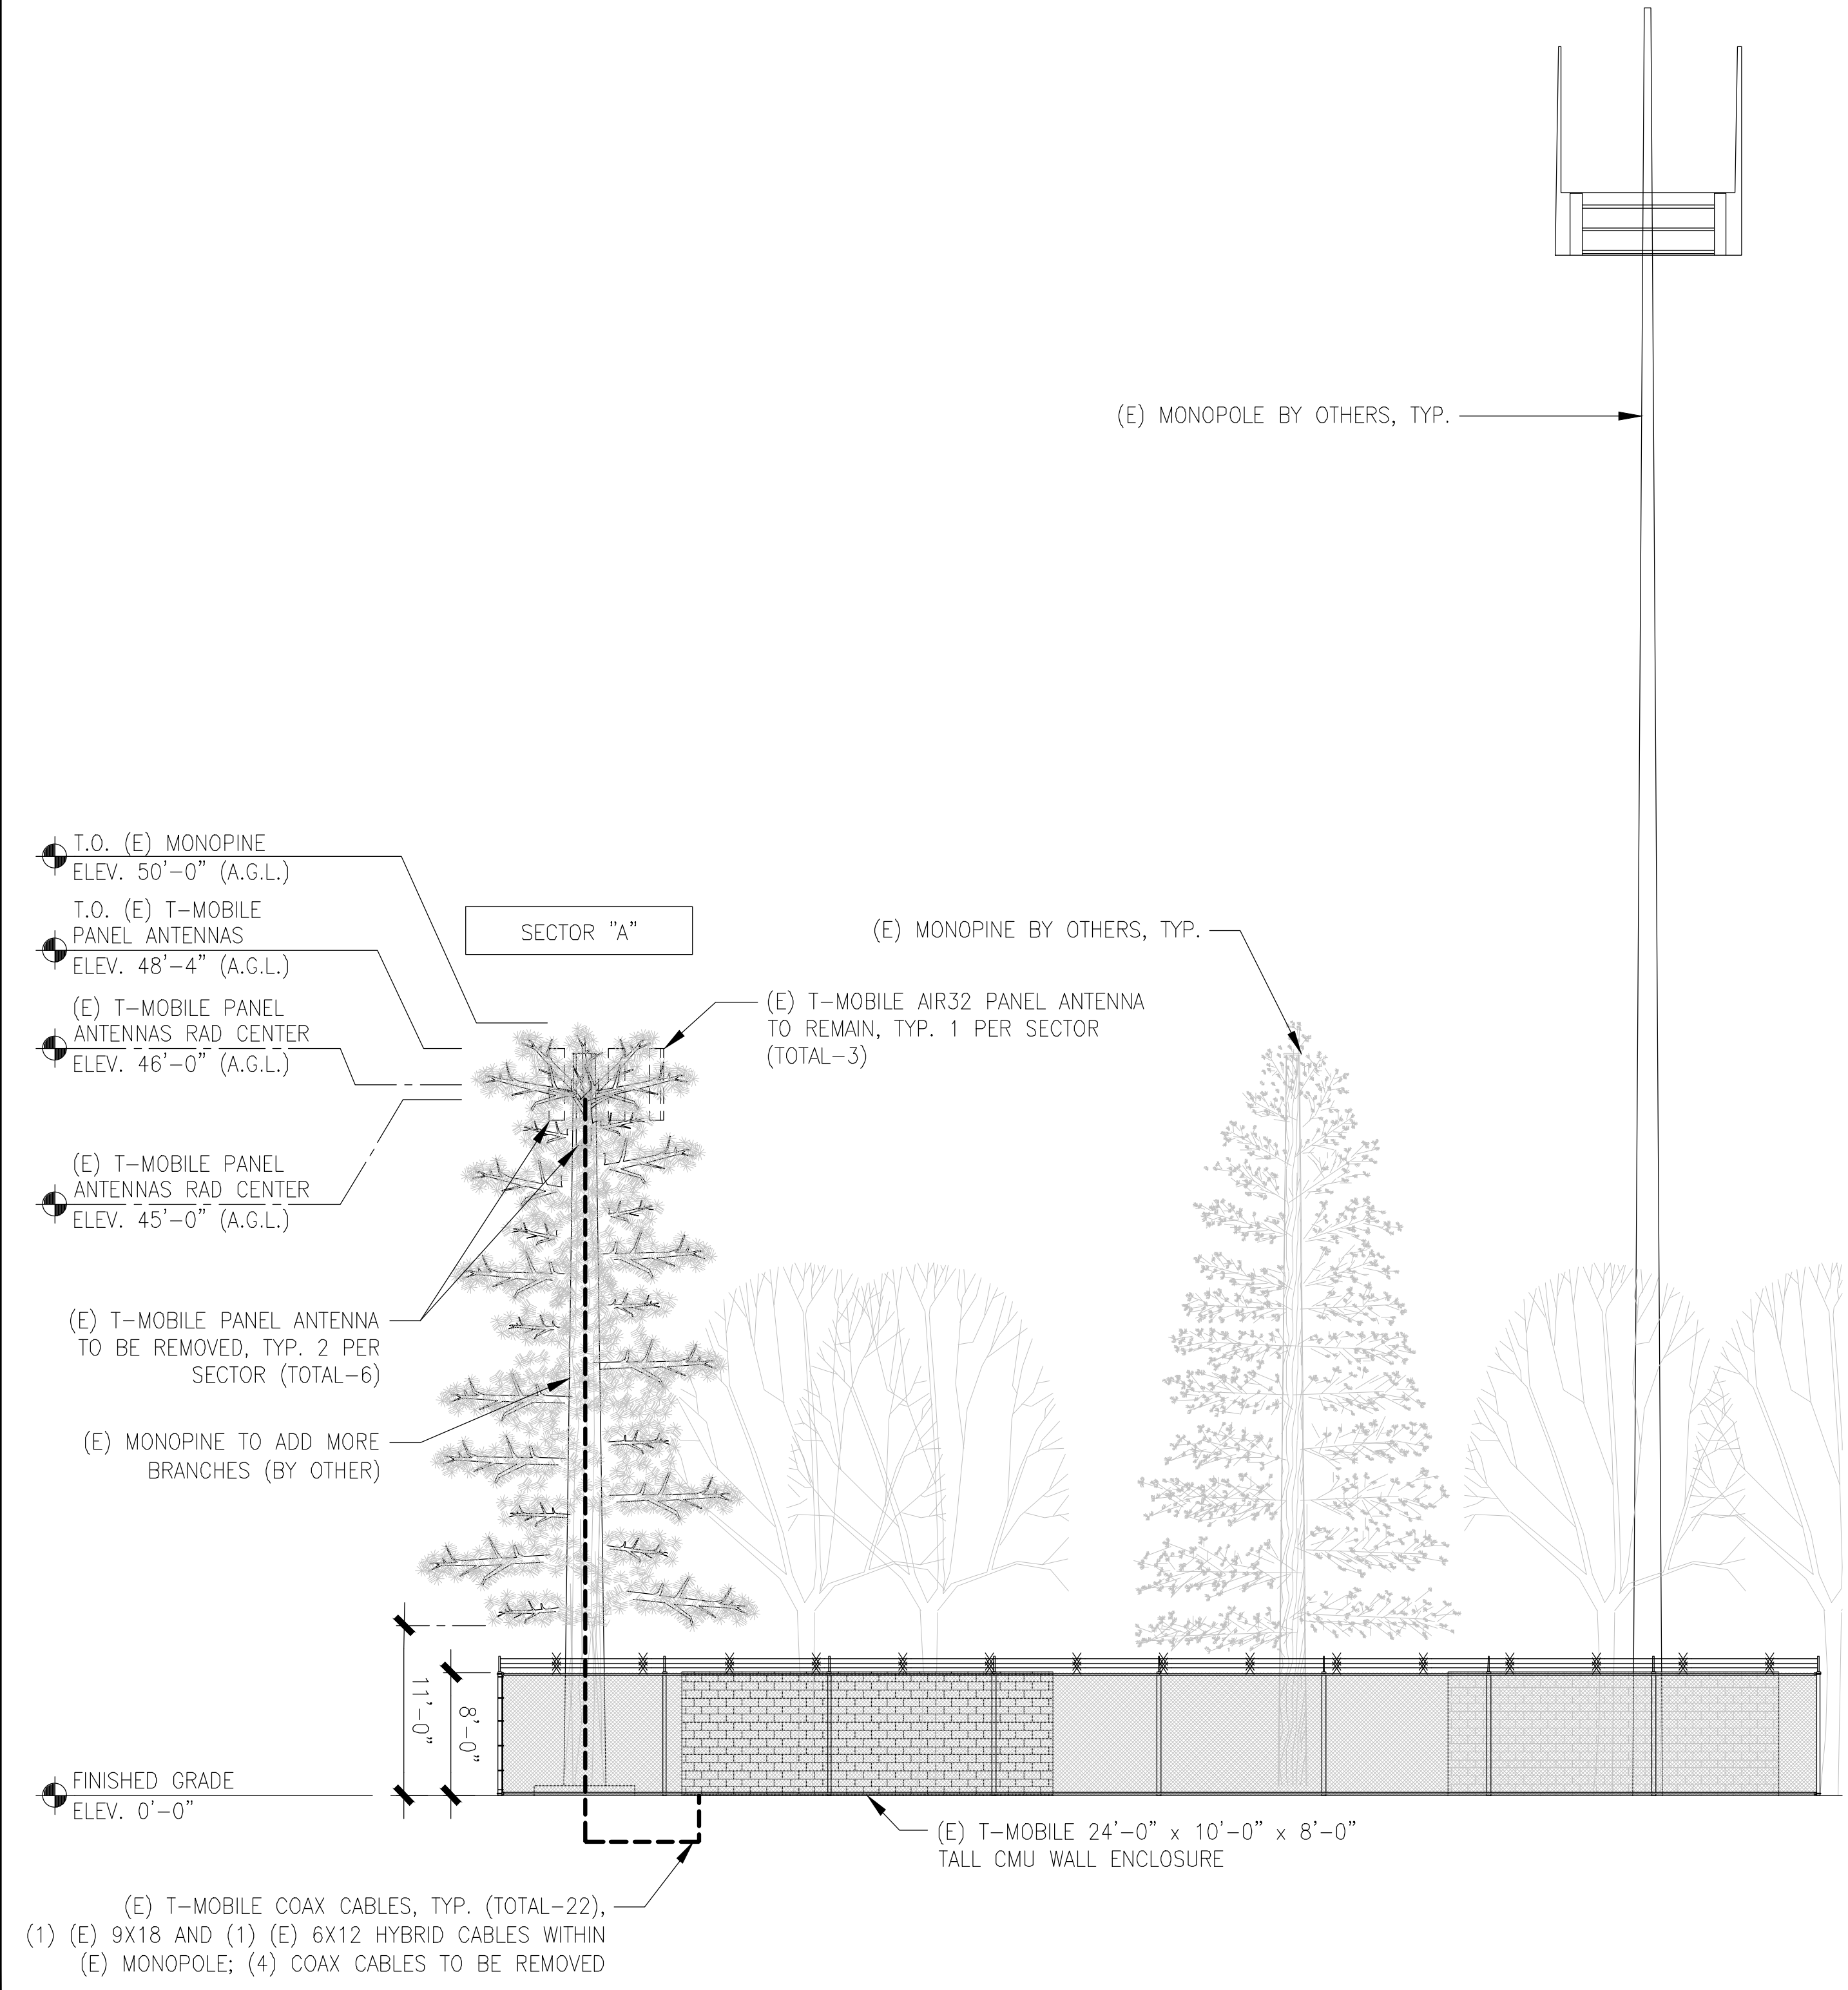 (E) MONOPOLE BY OTHERS, TYP.
T.O. (E) MONOPINE
ELEV. 50'-0" (A.G.L.)
T.O. (E) T-MOBILE
PANEL ANTENNAS
ELEV. 48'-4" (A.G.L.)
(E) T-MOBILE PANEL
ANTENNAS RAD CENTER
ELEV. 46'-0" (A.G.L.)
(E) T-MOBILE PANEL
ANTENNAS RAD CENTER
ELEV. 45'-0" (A.G.L.)
SECTOR "A"
(E) MONOPINE BY OTHERS, TYP.
(E) T-MOBILE AIR32 PANEL ANTENNA
TO REMAIN, TYP. 1 PER SECTOR
(TOTAL-3)
(E) T-MOBILE PANEL ANTENNA
TO BE REMOVED, TYP. 2 PER
SECTOR (TOTAL-6)
(E) MONOPINE TO ADD MORE
BRANCHES (BY OTHER)
11'-0"
8'-0"
FINISHED GRADE
ELEV. 0'-0"
(E) T-MOBILE 24'-0" x 10'-0" x 8'-0"
TALL CMU WALL ENCLOSURE
(E) T-MOBILE COAX CABLES, TYP. (TOTAL-22),
(1) (E) 9X18 AND (1) (E) 6X12 HYBRID CABLES WITHIN
(E) MONOPOLE; (4) COAX CABLES TO BE REMOVED